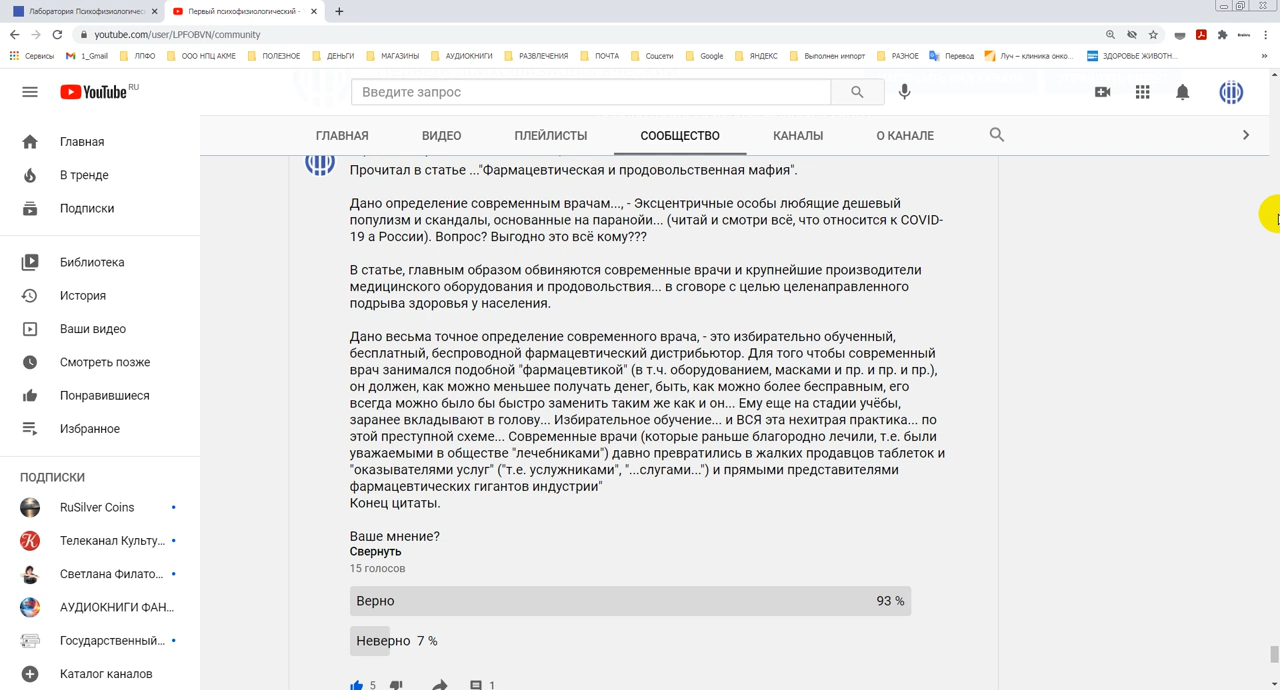 Лаборатория Психофизиологичес
Первый психофизиологический - Y
youtube.com/user/LPFOBVN/community
Сервисы
1_Gmail
ЛПФО
ООО НПЦ АКМЕ
ПОЛЕЗНОЕ
ДЕНЬГИ
МАГАЗИНЫ
АУДИОКНИГИ
РАЗВЛЕЧЕНИЯ
ПОЧТА
Соцсети
Google
ЯНДЕКС
Выполнен импорт
РАЗНОЕ
Перевод
Луч – клиника онко...
ЗДОРОВЬЕ ЖИВОТН...
YouTube RU
Введите запрос
ГЛАВНАЯ
ВИДЕО
ПЛЕЙЛИСТЫ
СООБЩЕСТВО
КАНАЛЫ
О КАНАЛЕ
Главная
В тренде
Подписки
Библиотека
История
Ваши видео
Смотреть позже
Понравившиеся
Избранное
ПОДПИСКИ
RuSilver Coins
Телеканал Культу...
Светлана Филато...
АУДИОКНИГИ ФАН...
Государственный...
Каталог каналов
Прочитал в статье ..."Фармацевтическая и продовольственная мафия".
Дано определение современным врачам..., - Эксцентричные особы любящие дешевый
популизм и скандалы, основанные на паранойи... (читай и смотри всё, что относится к COVID-
19 а России). Вопрос? Выгодно это всё кому???
В статье, главным образом обвиняются современные врачи и крупнейшие производители
медицинского оборудования и продовольствия... в сговоре с целью целенаправленного
подрыва здоровья у населения.
Дано весьма точное определение современного врача, - это избирательно обученный,
бесплатный, беспроводной фармацевтический дистрибьютор. Для того чтобы современный
врач занимался подобной "фармацевтикой" (в т.ч. оборудованием, масками и пр. и пр. и пр.),
он должен, как можно меньшее получать денег, быть, как можно более бесправным, его
всегда можно было бы быстро заменить таким же как и он... Ему еще на стадии учёбы,
заранее вкладывают в голову... Избирательное обучение... и ВСЯ эта нехитрая практика... по
этой преступной схеме... Современные врачи (которые раньше благородно лечили, т.е. были
уважаемыми в обществе "лечебниками") давно превратились в жалких продавцов таблеток и
"оказывателями услуг" ("т.е. услужниками", "...слугами...") и прямыми представителями
фармацевтических гигантов индустрии"
Конец цитаты.
Ваше мнение?
Свернуть
15 голосов
Верно 93 %
Неверно 7 %
5
1